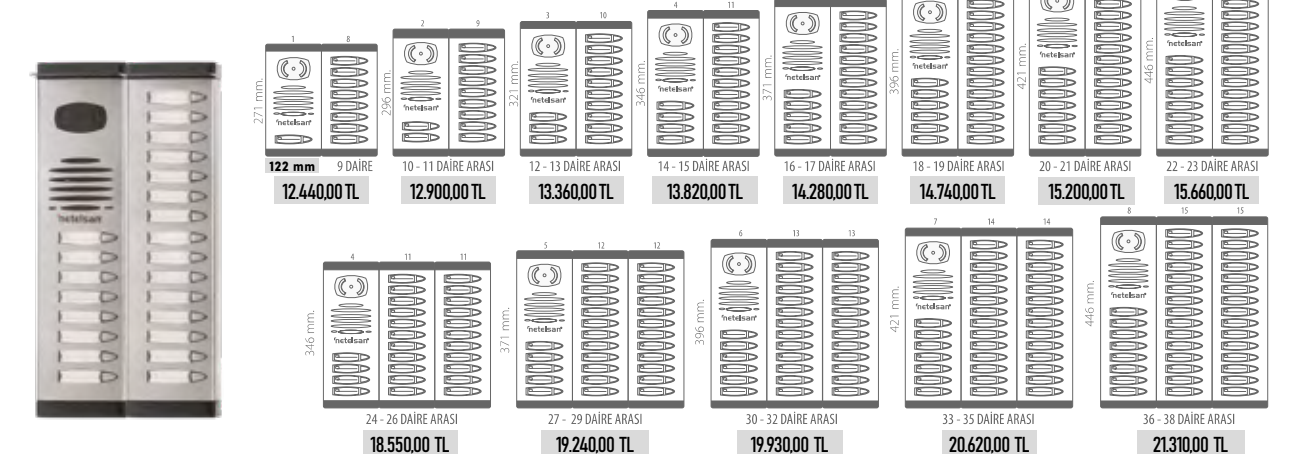 4 11
3 10
2 9
1 8
271 mm.
296 mm.
321 mm.
346 mm.
371 mm.
396 mm.
421 mm.
446 mm.
netelsan
netelsan
netelsan
netelsan
netelsan
netelsan
netelsan
netelsan
netelsan
122 mm 9 DAİRE
10 - 11 DAİRE ARASI
12 - 13 DAİRE ARASI
14 - 15 DAİRE ARASI
16 - 17 DAİRE ARASI
18 - 19 DAİRE ARASI
20 - 21 DAİRE ARASI
22 - 23 DAİRE ARASI
12.440,00 TL
12.900,00 TL
13.360,00 TL
13.820,00 TL
14.280,00 TL
14.740,00 TL
15.200,00 TL
15.660,00 TL
4 11 11
5 12 12
6 13 13
7 14 14
8 15 15
346 mm.
371 mm.
396 mm.
421 mm.
446 mm.
netelsan
netelsan
netelsan
netelsan
netelsan
24 - 26 DAİRE ARASI
27 - 29 DAİRE ARASI
30 - 32 DAİRE ARASI
33 - 35 DAİRE ARASI
36 - 38 DAİRE ARASI
18.550,00 TL
19.240,00 TL
19.930,00 TL
20.620,00 TL
21.310,00 TL